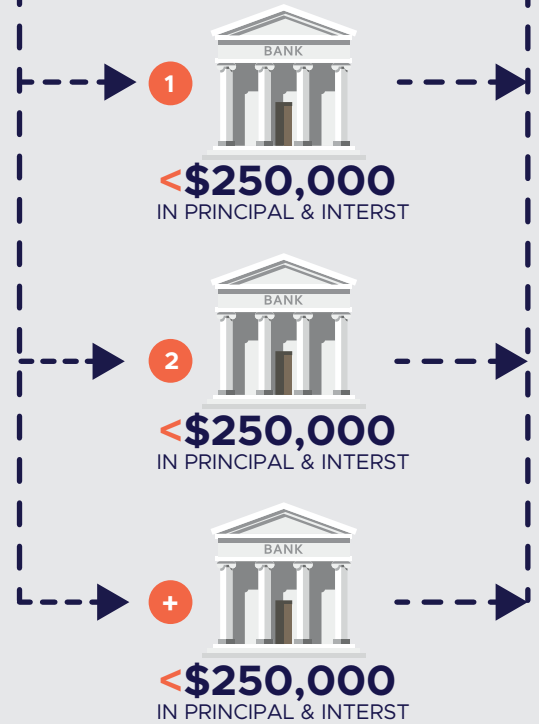 BANK
1
<$250,000
IN PRINCIPAL & INTERST
BANK
2
<$250,000
IN PRINCIPAL & INTERST
BANK
+
<$250,000
IN PRINCIPAL & INTERST